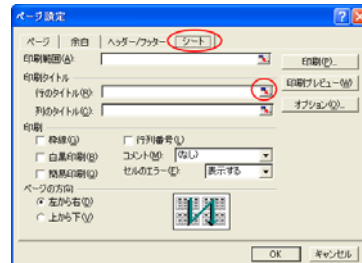 ページ設定
ページ 余白 ヘッダー/フッター シート
印刷範囲(A):
印刷(P)...
印刷タイトル
行のタイトル(R):
印刷プレビュー(W)
列のタイトル(C):
オプション(O)...
印刷
枠線(G) 行列番号(L)
白黒印刷(B) コメント(M): (なし)
簡易印刷(Q) セルのエラー(E): 表示する
ページの方向
左から右(D)
上から下(V)
OK キャンセル